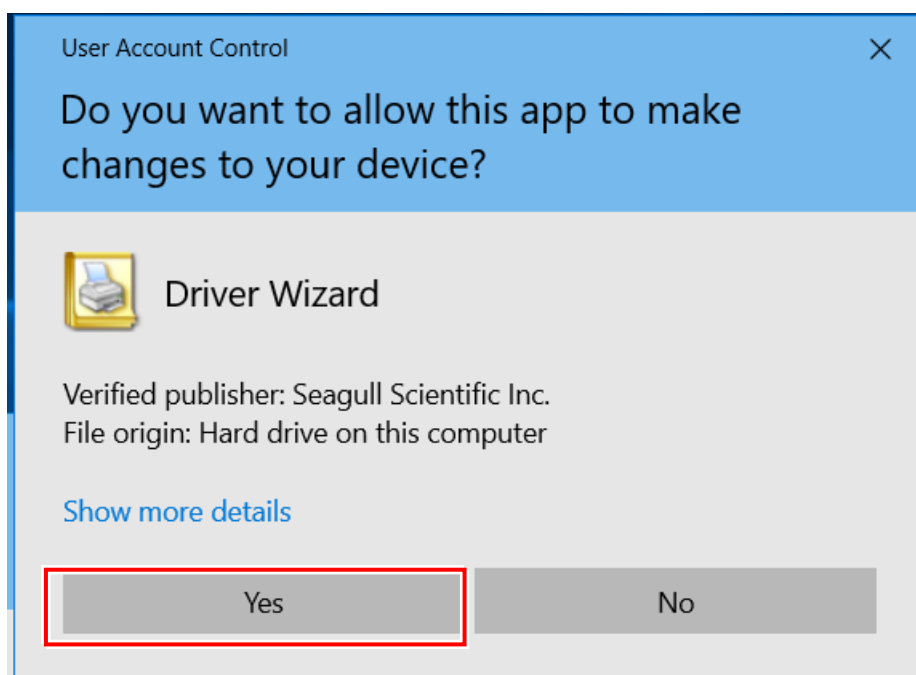 User Account Control
Do you want to allow this app to make
changes to your device?
Driver Wizard
Verified publisher: Seagull Scientific Inc.
File origin: Hard drive on this computer
Show more details
Yes
No